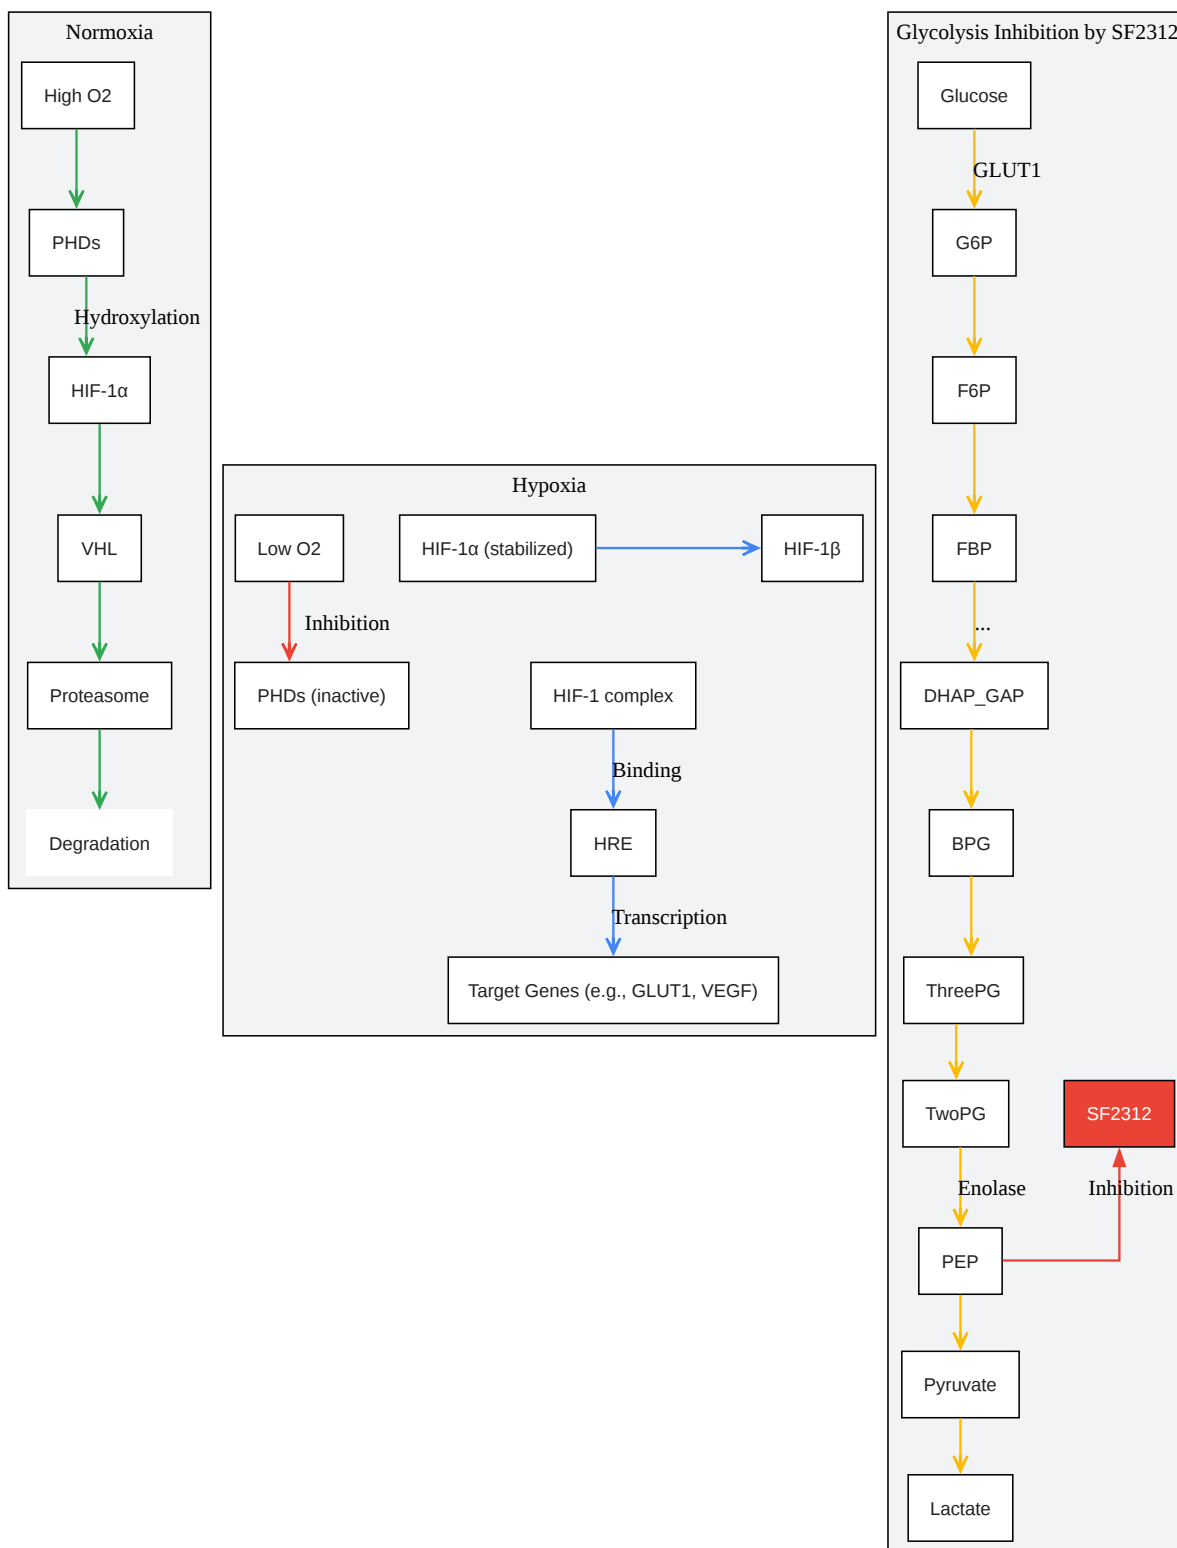 Normoxia
High O2
PHDs
Hydroxylation
HIF-1α
VHL
Proteasome
Degradation
Hypoxia
Low O2
HIF-1α (stabilized)
HIF-1β
Inhibition
PHDs (inactive)
HIF-1 complex
Binding
HRE
Transcription
Target Genes (e.g., GLUT1, VEGF)
Glycolysis Inhibition by SF2312
Glucose
GLUT1
G6P
F6P
FBP
...
DHAP_GAP
BPG
ThreePG
TwoPG
SF2312
Enolase
Inhibition
PEP
Pyruvate
Lactate